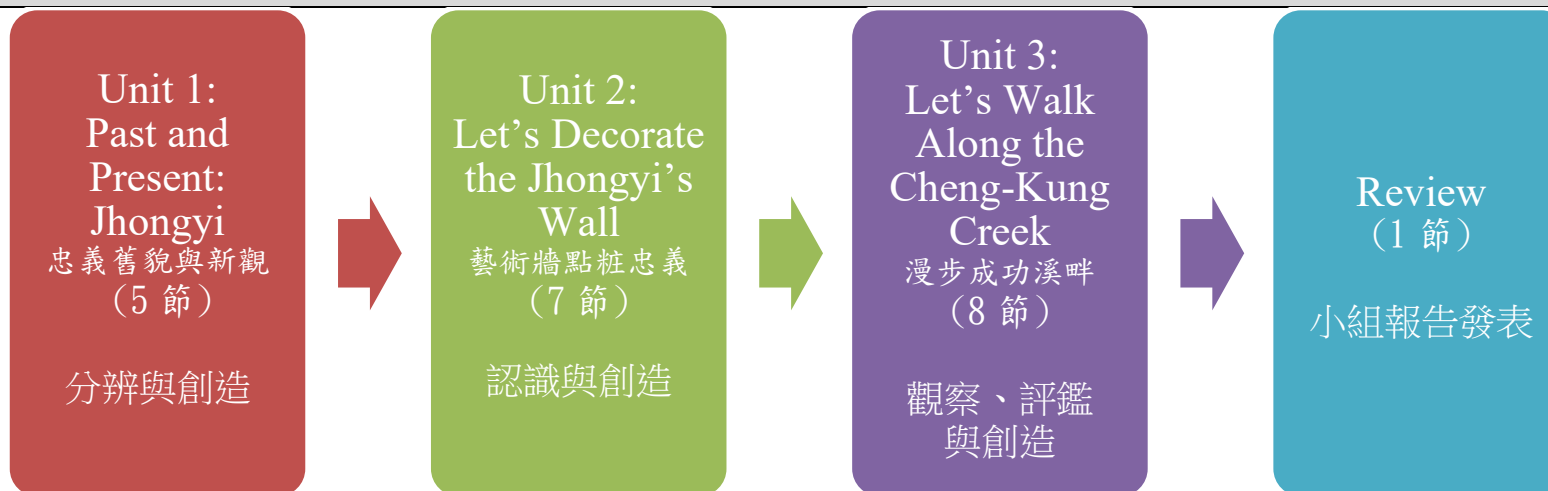 Unit 1:
Past and
Present:
Jhongyi
忠義舊貌與新觀
（5 節）
分辨與創造
Unit 2:
Let’s Decorate
the Jhongyi’s
Wall
藝術牆點粧忠義
（7 節）
認識與創造
Unit 3:
Let’s Walk
Along the
Cheng-Kung
Creek
漫步成功溪畔
（8 節）
觀察、評鑑
與創造
Review
（1 節）
小組報告發表